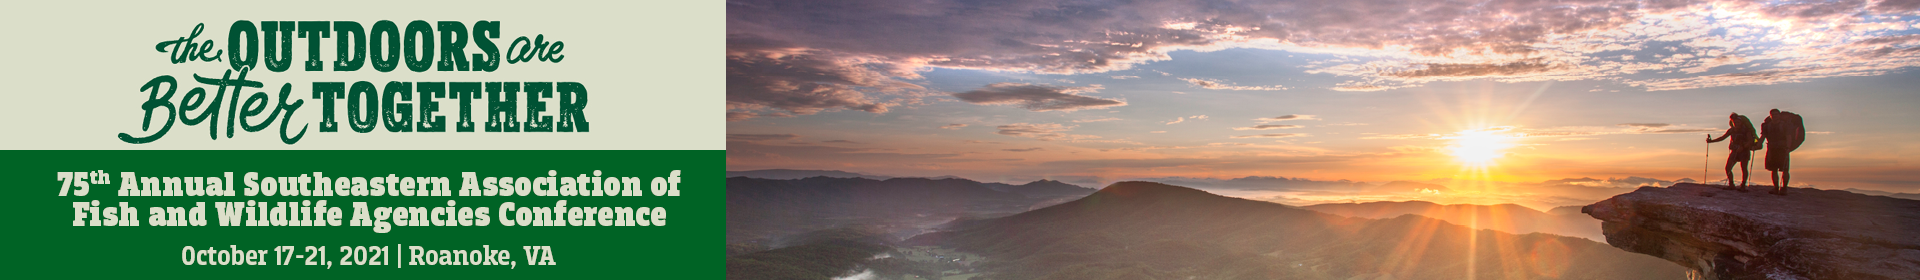 the OUTDOORS are
Better TOGETHER
75th Annual Southeastern Association of
Fish and Wildlife Agencies Conference
October 17-21, 2021 | Roanoke, VA